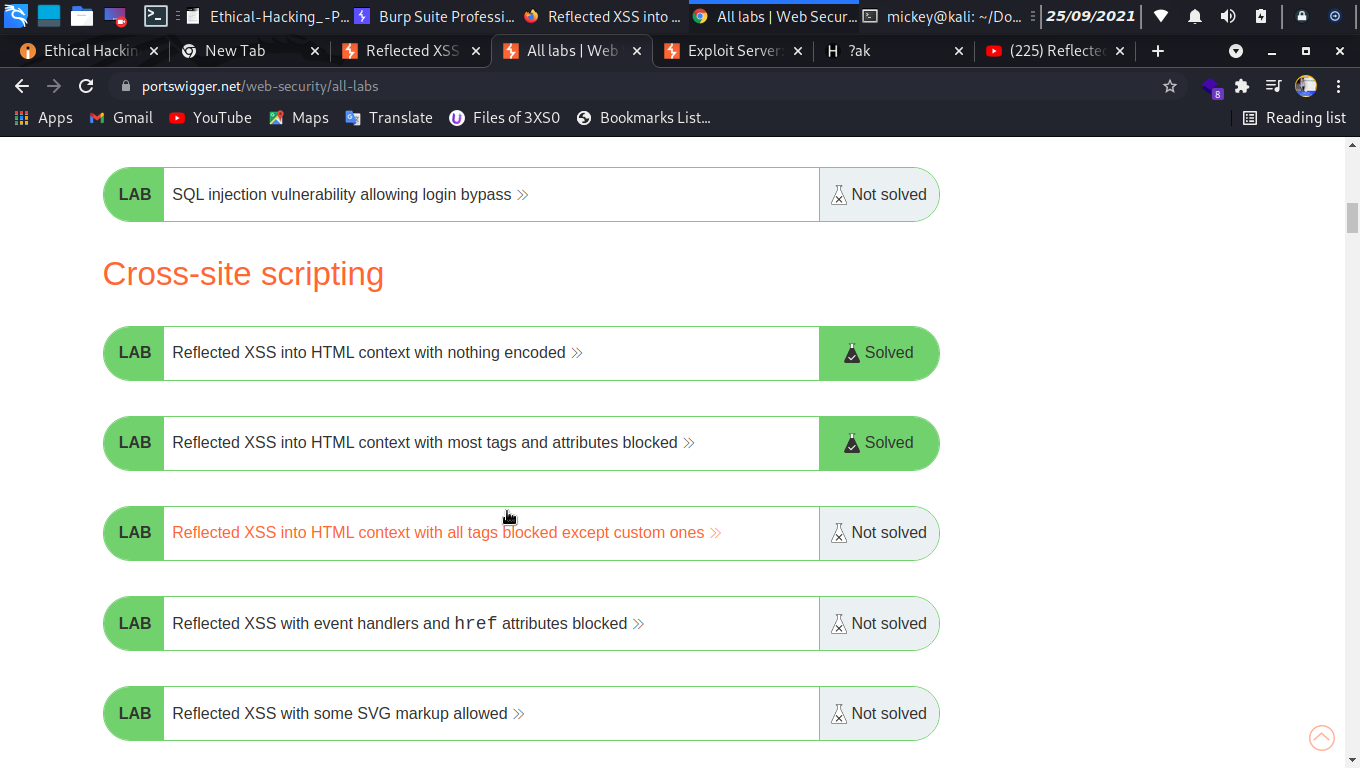 Ethical-Hacking_-P... Burp Suite Professi... Reflected XSS into ... All labs | Web Secur... mickey@kali: ~/Do... 25/09/2021
Ethical Hackin New Tab Reflected XSS All labs | Web Exploit Server: H ?ak (225) Reflecte
portswigger.net/web-security/all-labs 8
Apps Gmail YouTube Maps Translate Files of 3XS0 Bookmarks List... Reading list
LAB SQL injection vulnerability allowing login bypass Not solved
Cross-site scripting
LAB Reflected XSS into HTML context with nothing encoded Solved
LAB Reflected XSS into HTML context with most tags and attributes blocked Solved
LAB Reflected XSS into HTML context with all tags blocked except custom ones Not solved
LAB Reflected XSS with event handlers and href attributes blocked Not solved
LAB Reflected XSS with some SVG markup allowed Not solved